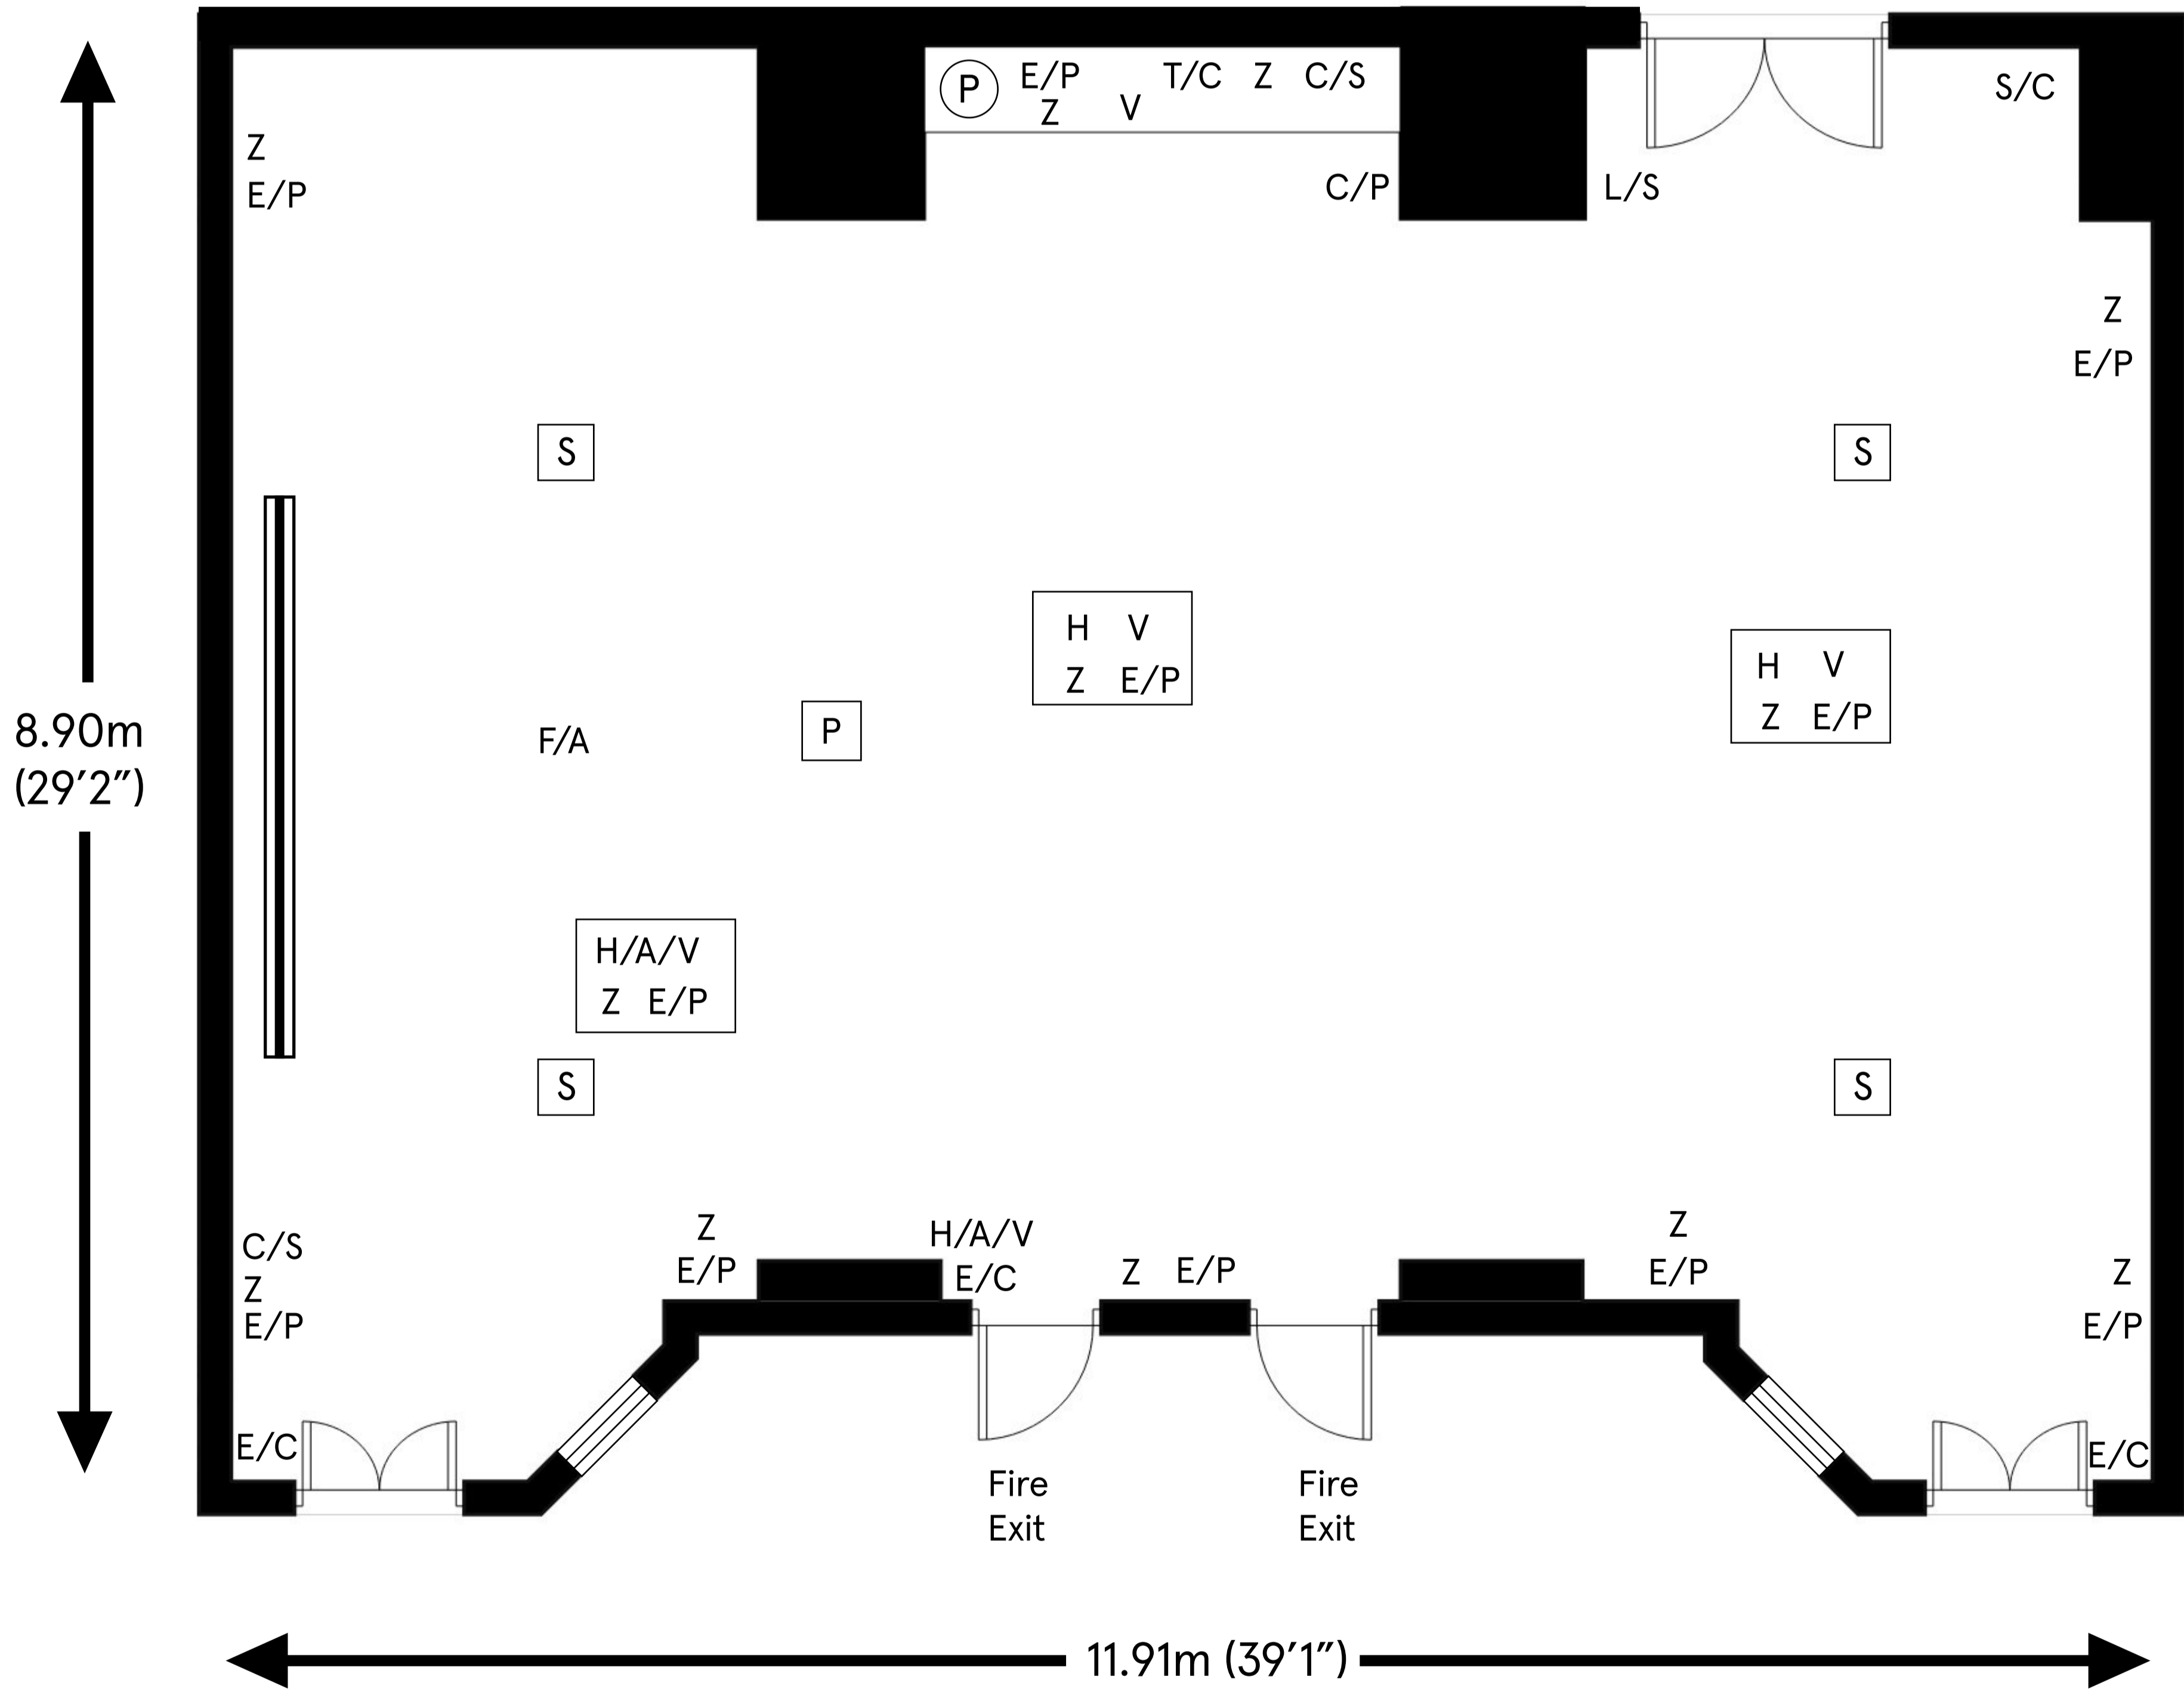 P E/P T/C Z C/S
Z V
S/C
Z
E/P
C/P L/S
Z
E/P
S S
H V
Z E/P
H V
Z E/P
8.90m
(29′2″)
F/A P
H/A/V
Z E/P
S S
C/S
Z
E/P
Z
E/P
H/A/V
E/C
Z E/P
Z
E/P
Z
E/P
E/C E/C
Fire
Exit
Fire
Exit
11.91m (39′1″)